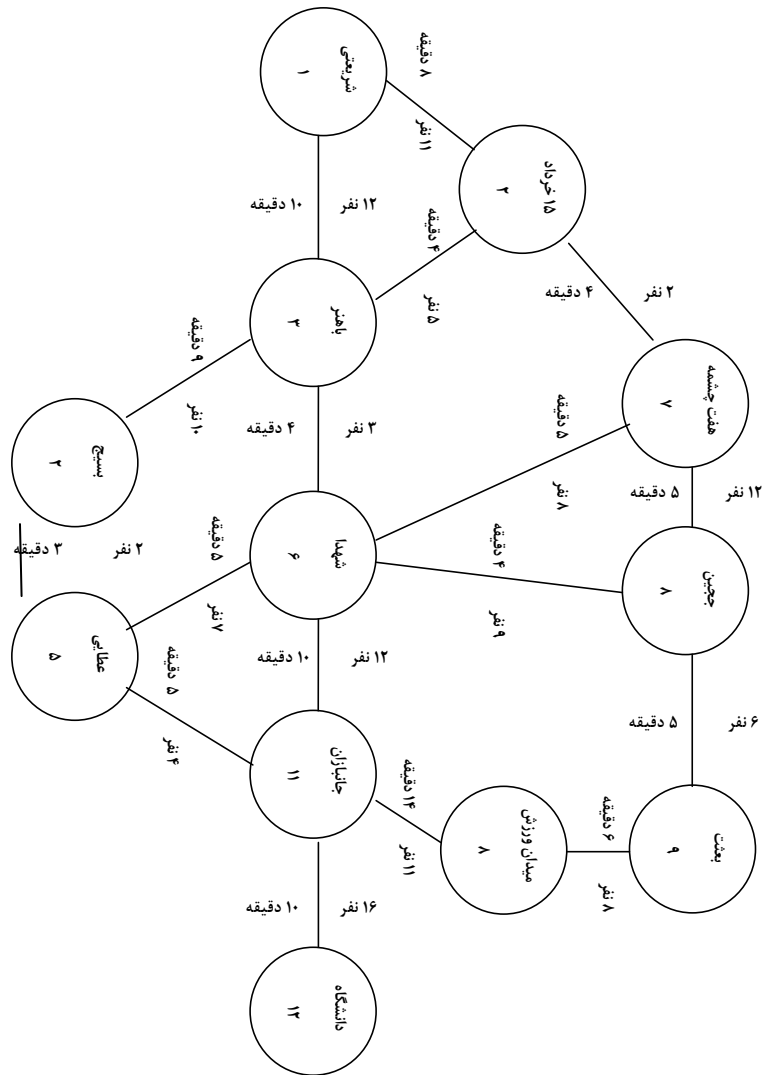 شریعتی
۱
۸ دقیقه
۱۱ نفر
۱۵ خرداد
۲
۱۰ دقیقه
۱۲ نفر
۴ دقیقه
۵ نفر
۴ دقیقه
۲ نفر
باهنر
۳
هفت چشمه
۷
۹ دقیقه
۱۰ نفر
۴ دقیقه
۳ نفر
۵ دقیقه
۸ نفر
بسیج
۲
۵ دقیقه
۱۲ نفر
۳ دقیقه
۲ نفر
شهدا
۶
۴ دقیقه
۹ نفر
ججین
۸
۵ دقیقه
۷ نفر
عطایی
۵
۵ دقیقه
۴ نفر
۱۰ دقیقه
۱۲ نفر
۵ دقیقه
۶ نفر
جانبازان
۱۱
۱۴ دقیقه
۱۱ نفر
میدان ورزش
۸
۶ دقیقه
۸ نفر
بعثت
۹
۱۰ دقیقه
۱۶ نفر
دانشگاه
۱۲